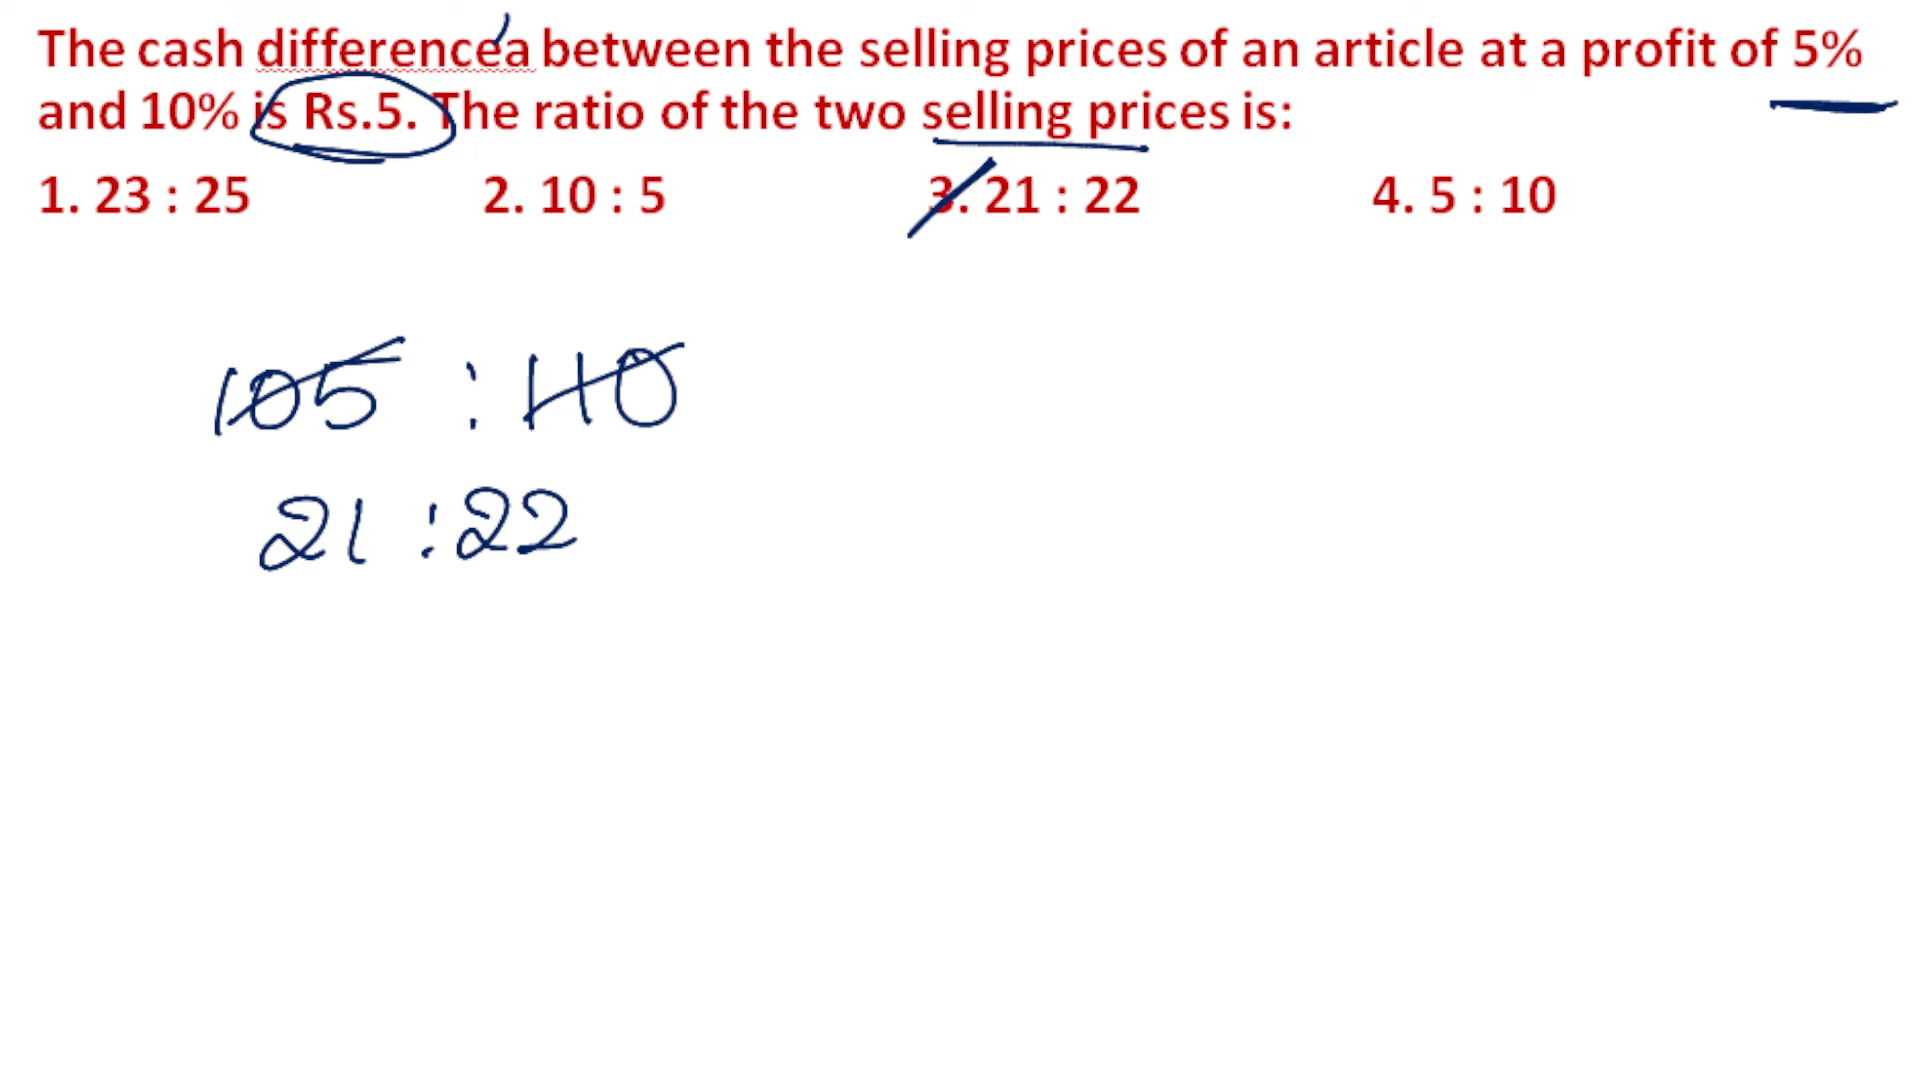 The cash differencea between the selling prices of an article at a profit of 5%
and 10% is Rs.5. The ratio of the two selling prices is:
1. 23 : 25 2. 10 : 5 3. 21 : 22 4. 5 : 10
105 : 110
21 : 22